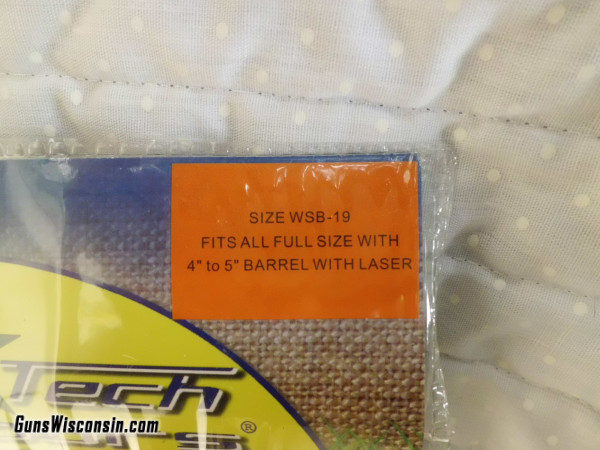 SIZE WSB-19
FITS ALL FULL SIZE WITH
4" to 5" BARREL WITH LASER
Tech
®
GunsWisconsin.com